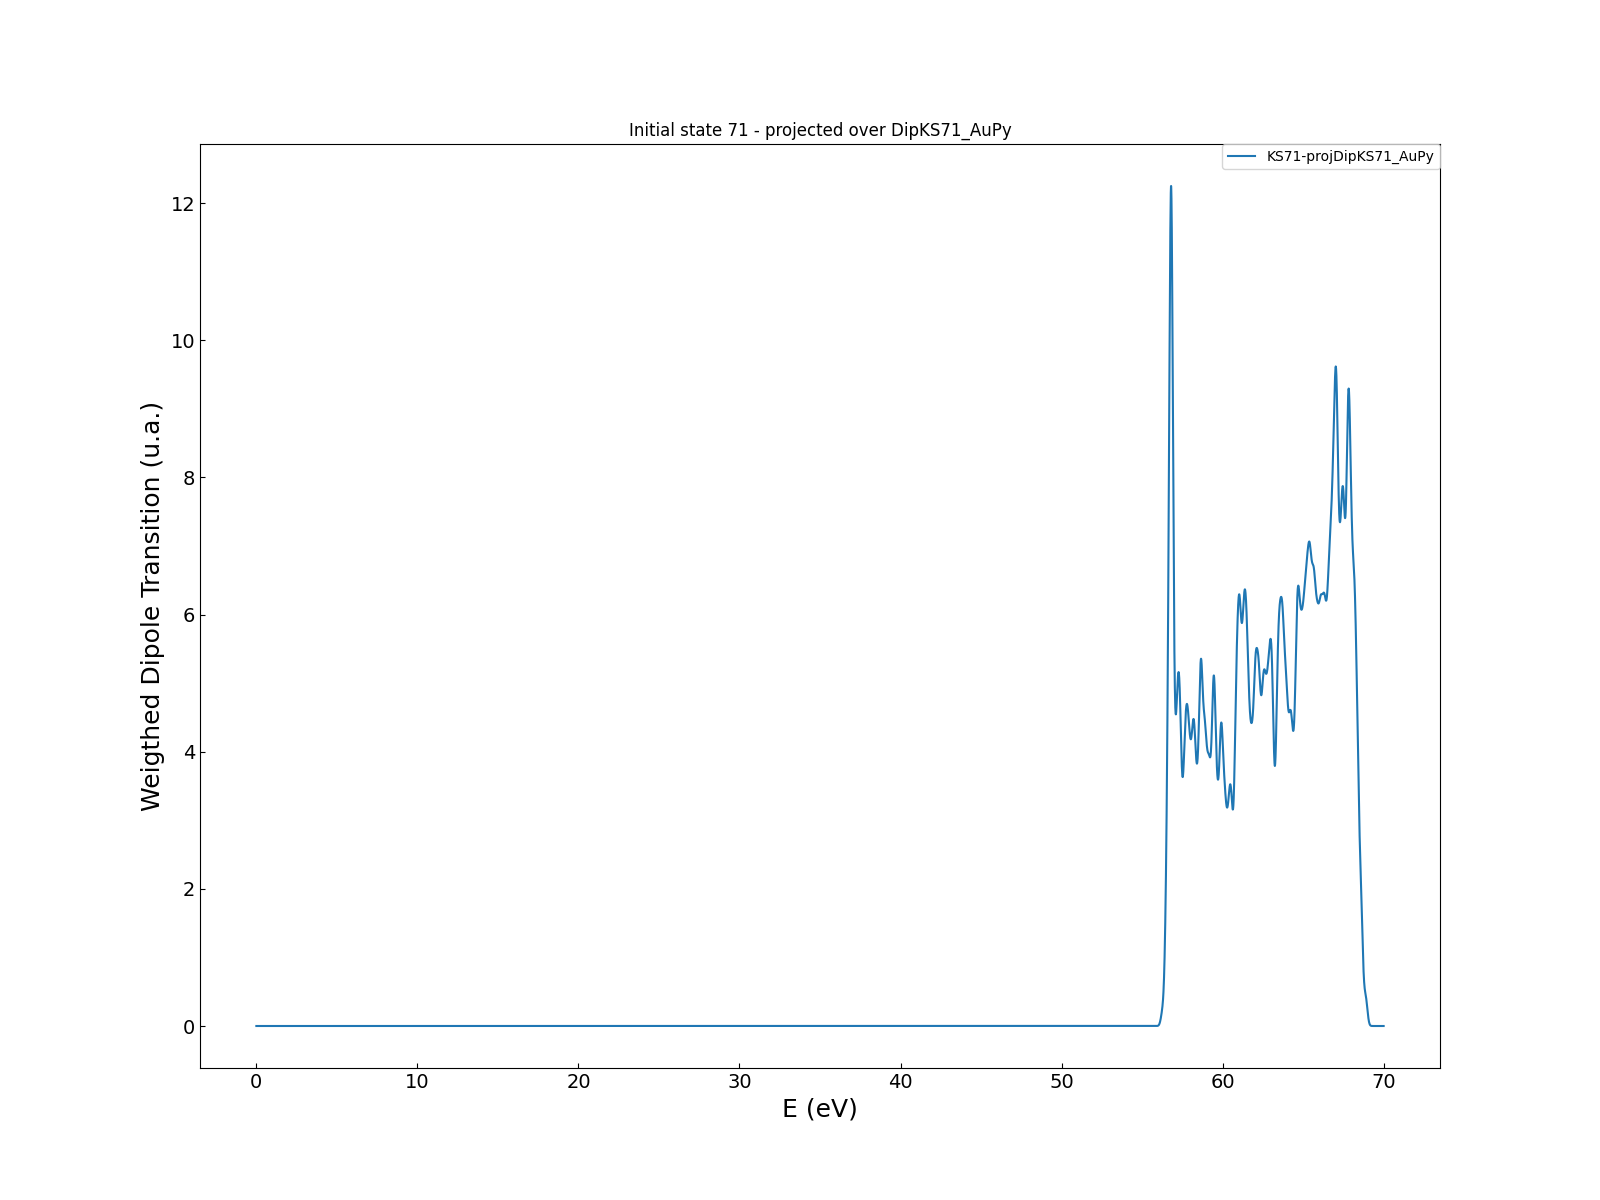 Initial state 71 - projected over DipKS71_AuPy
KS71-projDipKS71_AuPy
Weigthed Dipole Transition (u.a.)
12
10
8
6
4
2
0
0 10 20 30 40 50 60 70
E (eV)